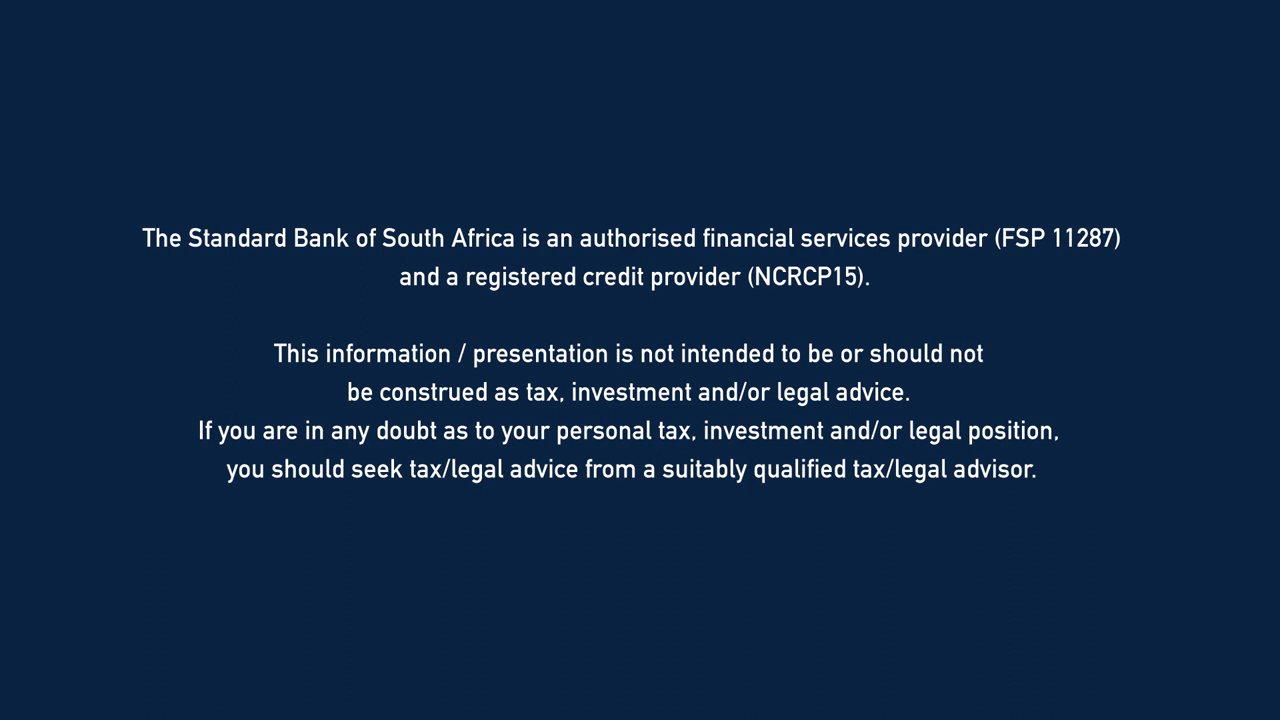 The Standard Bank of South Africa is an authorised financial services provider (FSP 11287)
and a registered credit provider (NCRCP15).
This information / presentation is not intended to be or should not
be construed as tax, investment and/or legal advice.
If you are in any doubt as to your personal tax, investment and/or legal position,
you should seek tax/legal advice from a suitably qualified tax/legal advisor.